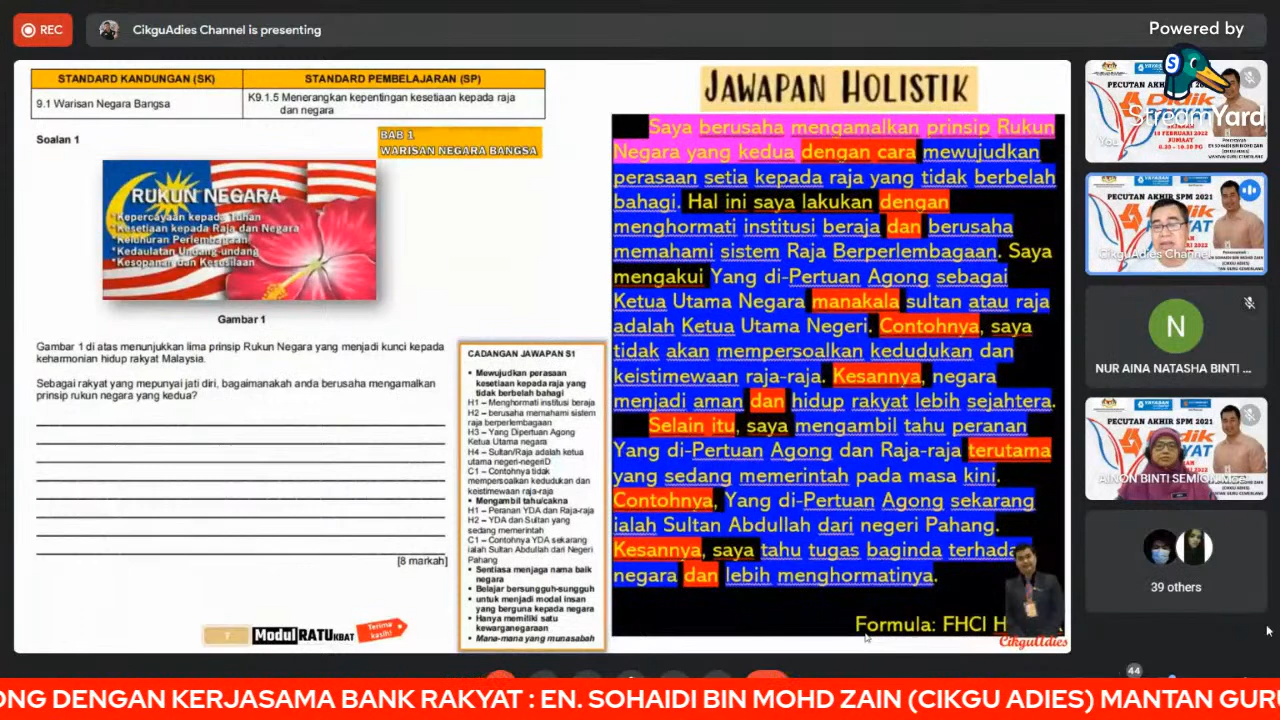 REC
CikguAdies Channel is presenting
Powered by
StreamYard
STANDARD KANDUNGAN (SK)
STANDARD PEMBELAJARAN (SP)
9.1 Warisan Negara Bangsa
K9.1.5 Menerangkan kepentingan kesetiaan kepada raja
dan negara
Soalan 1
BAB 1
WARISAN NEGARA BANGSA
RUKUN NEGARA
*Kepercayaan kepada Tuhan
*Kesetiaan kepada Raja dan Negara
*Keluhuran Perlembagaan
*Kedaulatan Undang-undang
*Kesopanan dan Kesusilaan
Gambar 1
Gambar 1 di atas menunjukkan lima prinsip Rukun Negara yang menjadi kunci kepada
keharmonian hidup rakyat Malaysia.
Sebagai rakyat yang mepunyai jati diri, bagaimanakah anda berusaha mengamalkan
prinsip rukun negara yang kedua?
[8 markah]
7
Modul RATU KBAT
Terima
kasih!
CADANGAN JAWAPAN S1
• Mewujudkan perasaan
kesetiaan kepada raja yang
tidak berbelah bahagi
H1 – Menghormati institusi beraja
H2 – berusaha memahami sistem
raja berperlembagaan
H3 – Yang Dipertuan Agong
Ketua Utama negara
H4 – Sultan/Raja adalah ketua
utama negeri-negeriD
C1 – Contohnya tidak
mempersoalkan kedudukan dan
keistimewaan raja-raja
• Mengambil tahu/cakna
H1 – Peranan YDA dan Raja-raja
H2 – YDA dan Sultan yang
sedang memerintah
C1 – Contohnya YDA sekarang
ialah Sultan Abdullah dari Negeri
Pahang
• Sentiasa menjaga nama baik
negara
• Belajar bersungguh-sungguh
• untuk menjadi modal insan
yang berguna kepada negara
• Hanya memiliki satu
kewarganegaraan
• Mana-mana yang munasabah
JAWAPAN HOLISTIK
Saya berusaha mengamalkan prinsip Rukun
Negara yang kedua dengan cara mewujudkan
perasaan setia kepada raja yang tidak berbelah
bahagi. Hal ini saya lakukan dengan
menghormati institusi beraja dan berusaha
memahami sistem Raja Berperlembagaan. Saya
mengakui Yang di-Pertuan Agong sebagai
Ketua Utama Negara manakala sultan atau raja
adalah Ketua Utama Negeri. Contohnya, saya
tidak akan mempersoalkan kedudukan dan
keistimewaan raja-raja. Kesannya, negara
menjadi aman dan hidup rakyat lebih sejahtera.
Selain itu, saya mengambil tahu peranan
Yang di-Pertuan Agong dan Raja-raja terutama
yang sedang memerintah pada masa kini.
Contohnya, Yang di-Pertuan Agong sekarang
ialah Sultan Abdullah dari negeri Pahang.
Kesannya, saya tahu tugas baginda terhada
negara dan lebih menghormatinya.
Formula: FHCI H
CikguAdies
You
CikguAdies Channel
N
NUR AINA NATASHA BINTI ...
39 others
44
ONG DENGAN KERJASAMA BANK RAKYAT : EN. SOHAIDI BIN MOHD ZAIN (CIKGU ADIES) MANTAN GURU